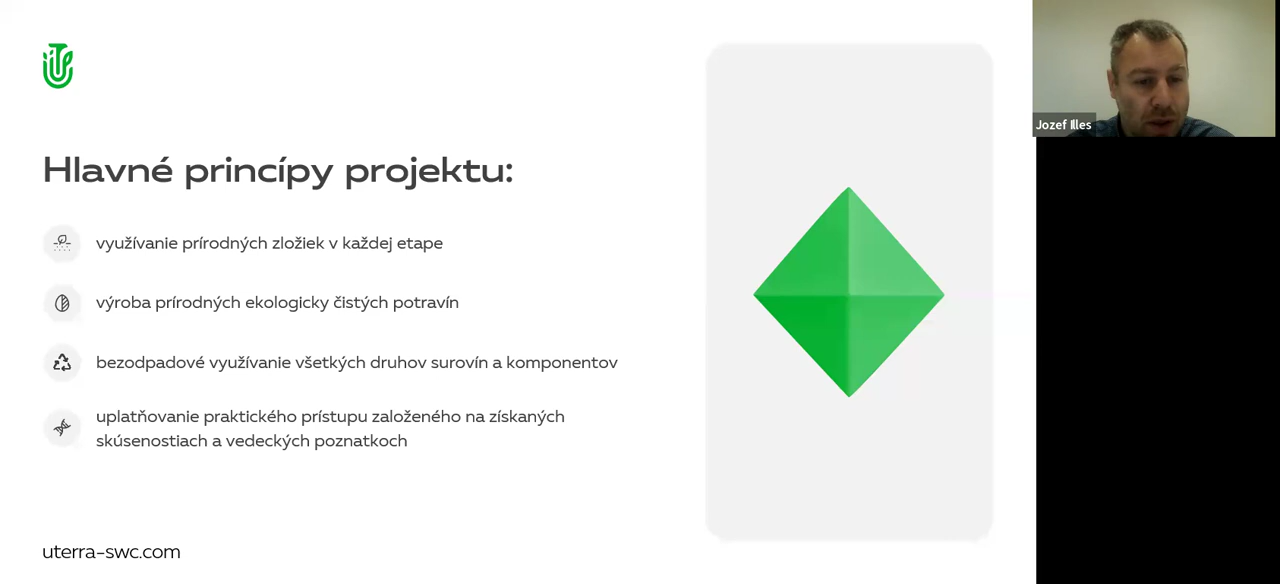 Hlavné princípy projektu:
využívanie prírodných zložiek v každej etape
výroba prírodných ekologicky čistých potravín
bezodpadové využívanie všetkých druhov surovín a komponentov
uplatňovanie praktického prístupu založeného na získaných
skúsenostiach a vedeckých poznatkoch
uterra-swc.com
Jozef Illes